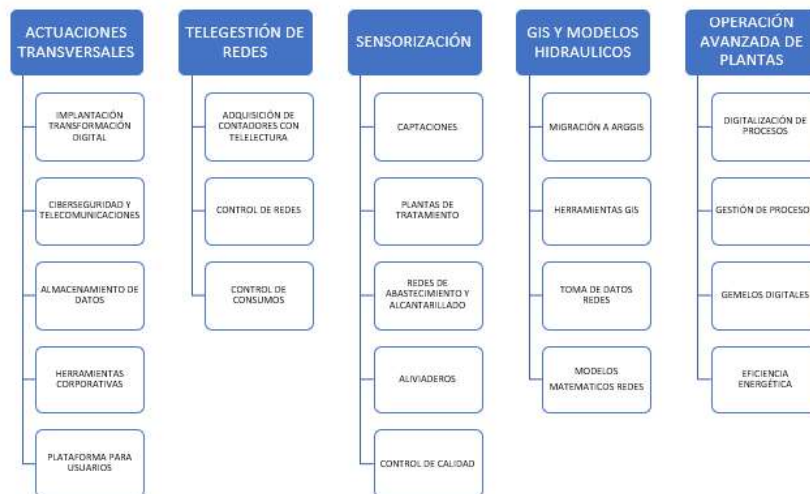 ACTUACIONES
TRANSVERSALES
IMPLANTACIÓN
TRANSFORMACIÓN
DIGITAL
CIBERSEGURIDAD Y
TELECOMUNICACIONES
ALMACENAMIENTO DE
DATOS
HERRAMIENTAS
CORPORATIVAS
PLATAFORMA PARA
USUARIOS
TELEGESTIÓN DE
REDES
ADQUISICIÓN DE
CONTADORES CON
TELELECTURA
CONTROL DE REDES
CONTROL DE
CONSUMOS
SENSORIZACIÓN
CAPTACIONES
PLANTAS DE
TRATAMIENTO
REDES DE
ABASTECIMIENTO Y
ALCANTARILLADO
ALIVIADEROS
CONTROL DE CALIDAD
GIS Y MODELOS
HIDRAULICOS
MIGRACIÓN A ARGGIS
HERRAMIENTAS GIS
TOMA DE DATOS
REDES
MODELOS
MATEMATICOS REDES
OPERACIÓN
AVANZADA DE
PLANTAS
DIGITALIZACIÓN DE
PROCESOS
GESTIÓN DE PROCESO
GEMELOS DIGITALES
EFICIENCIA
ENERGÉTICA